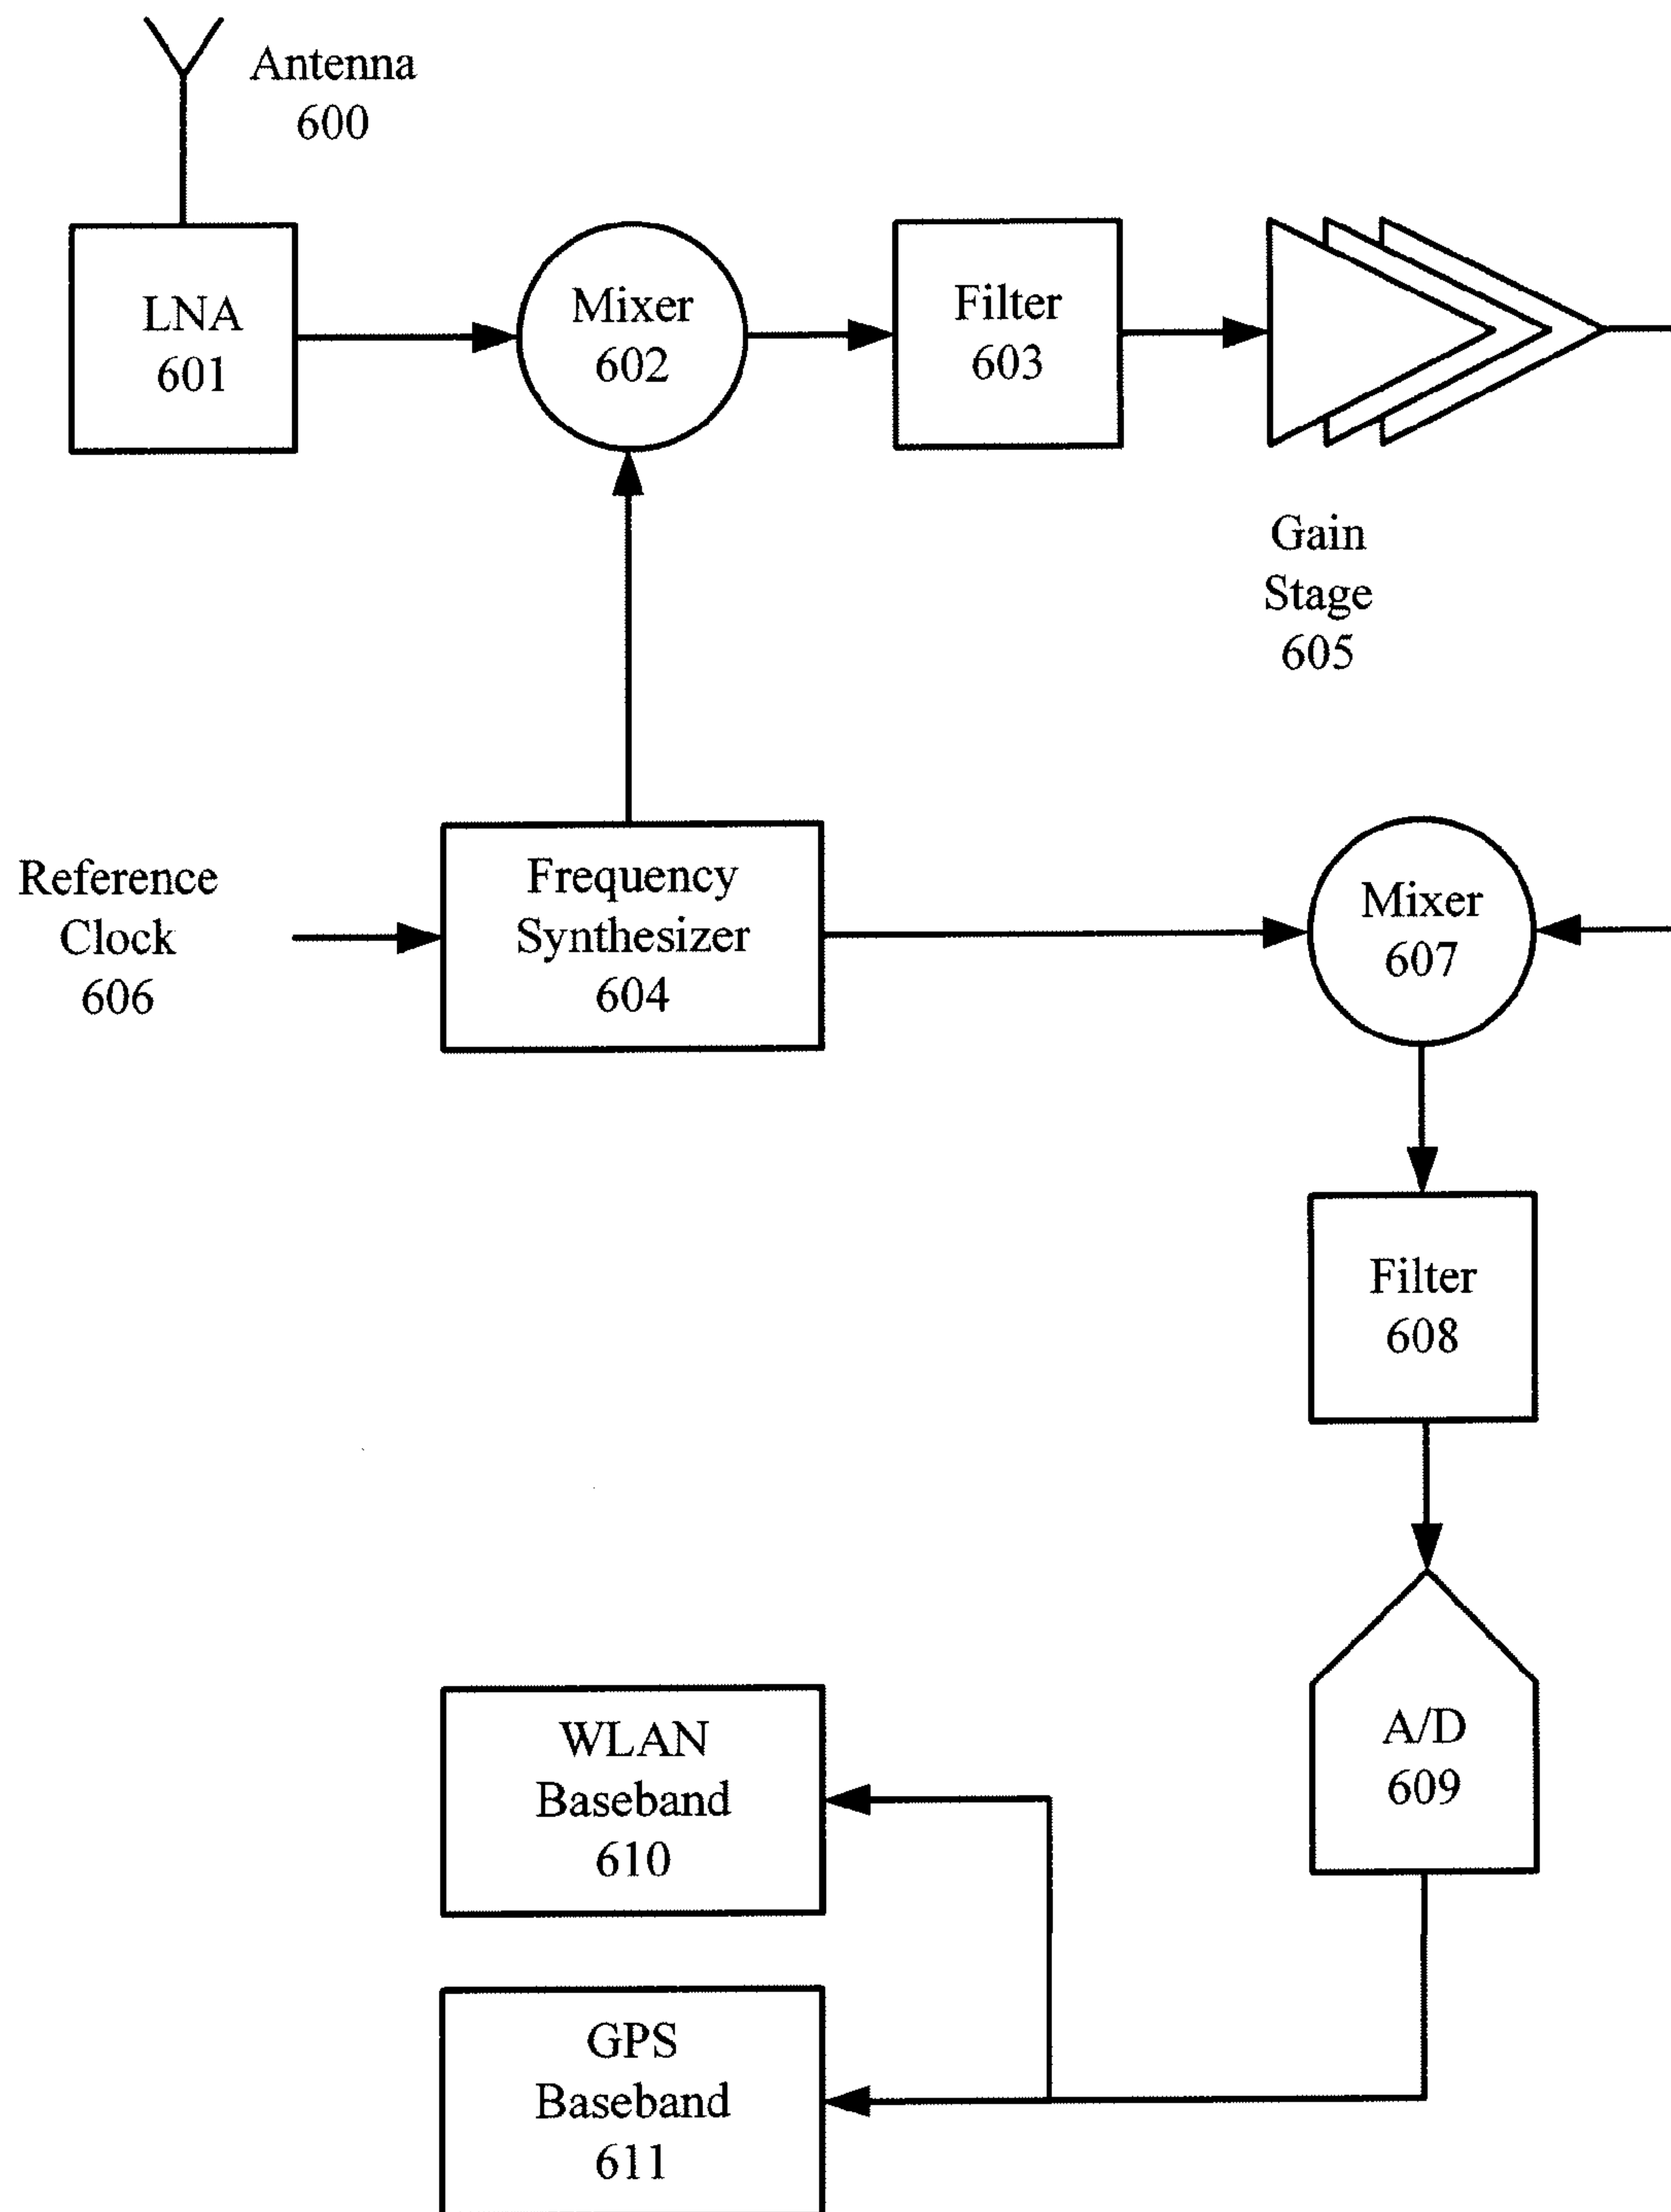 Antenna
600
LNA
601
Mixer
602
Filter
603
Gain
Stage
605
Reference
Clock
606
Frequency
Synthesizer
604
Mixer
607
Filter
608
A/D
609
WLAN
Baseband
610
GPS
Baseband
611